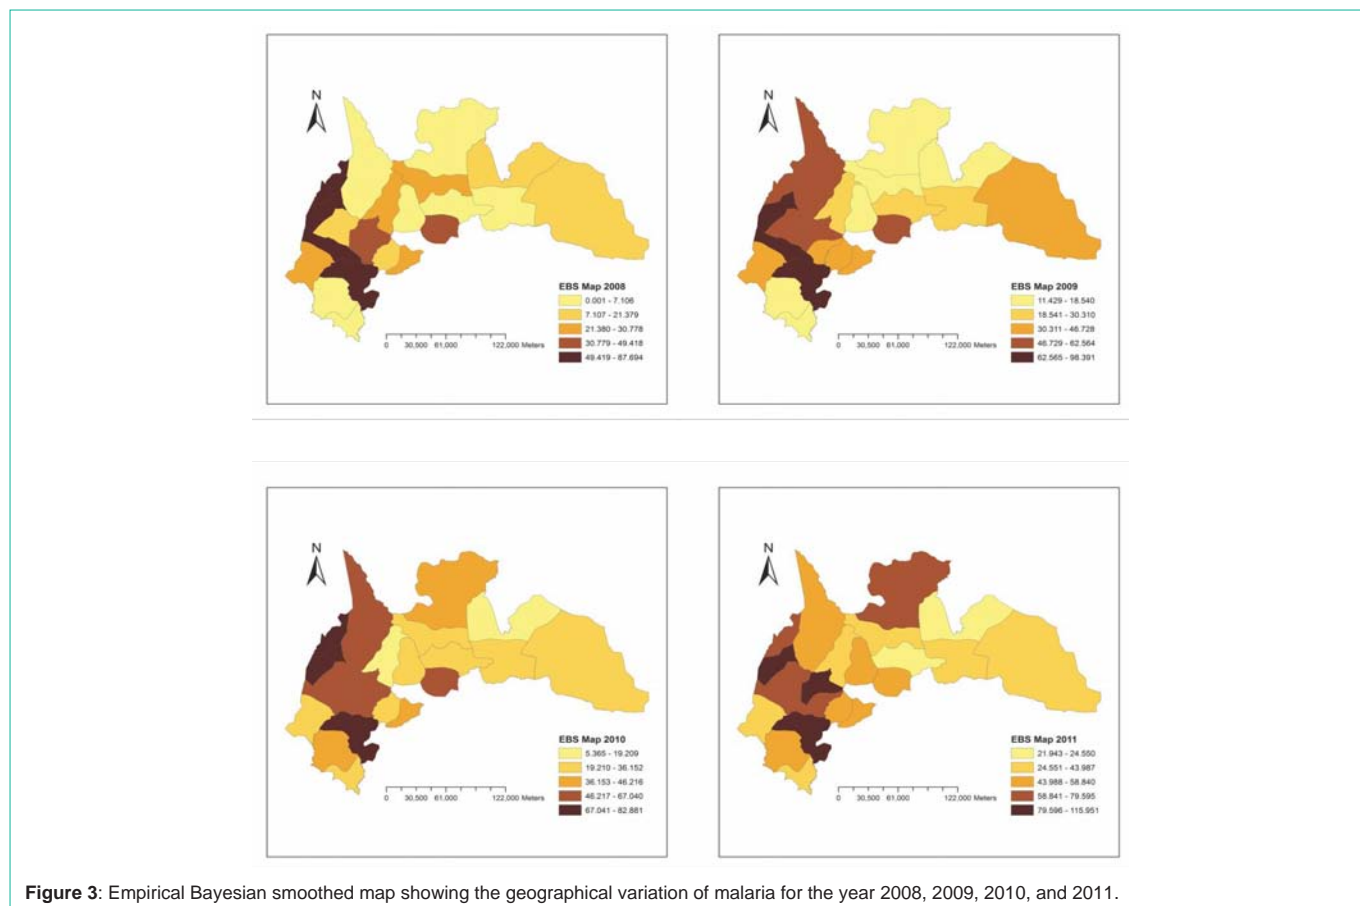 N
EBS Map 2008
0.001 - 7.106
7.107 - 21.379
21.380 - 30.778
30.779 - 49.418
49.419 - 87.694
0 30,500 61,000 122,000 Meters
N
EBS Map 2009
11.429 - 18.540
18.541 - 30.310
30.311 - 46.728
46.729 - 62.564
62.565 - 98.391
0 30,500 61,000 122,000 Meters
N
EBS Map 2010
5.365 - 19.209
19.210 - 36.152
36.153 - 46.216
46.217 - 67.040
67.041 - 82.881
0 30,500 61,000 122,000 Meters
N
EBS Map 2011
21.943 - 24.550
24.551 - 43.987
43.988 - 58.840
58.841 - 79.595
79.596 - 115.951
0 30,500 61,000 122,000 Meters
Figure 3: Empirical Bayesian smoothed map showing the geographical variation of malaria for the year 2008, 2009, 2010, and 2011.